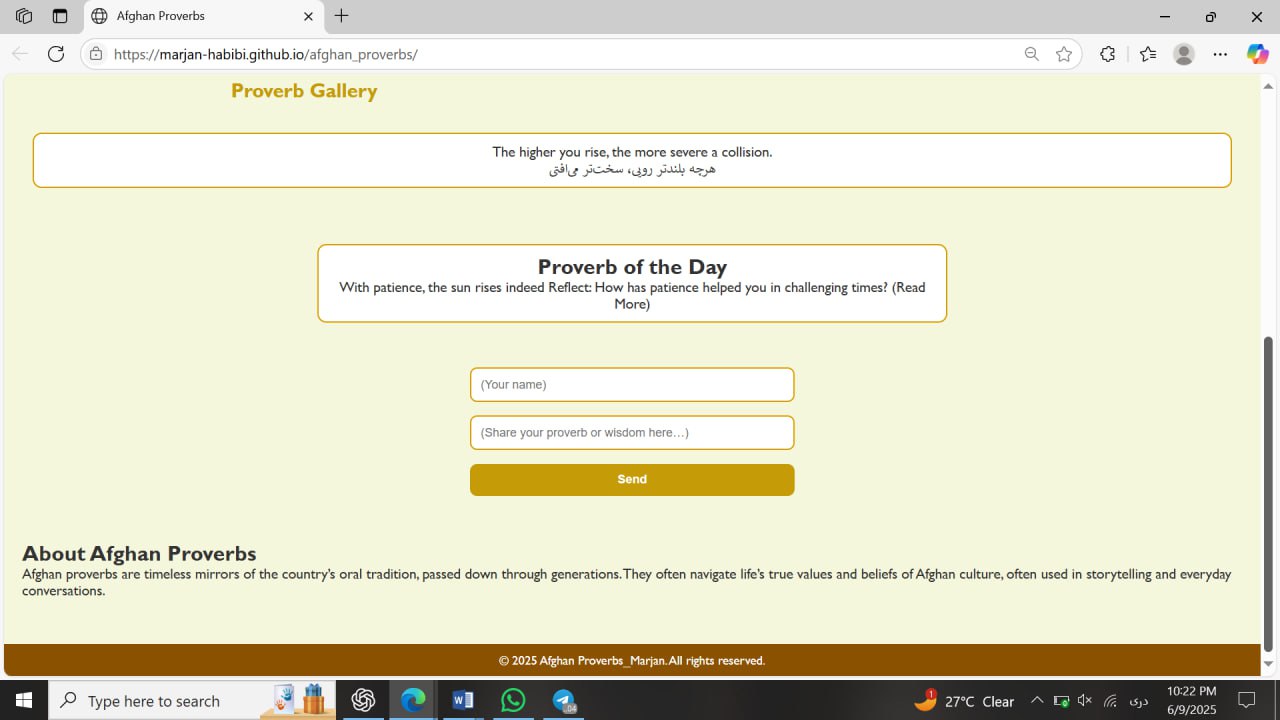 Afghan Proverbs
https://marjan-habibi.github.io/afghan_proverbs/
Proverb Gallery
The higher you rise, the more severe a collision.
هرچه بلندتر رویی، سخت‌تر می‌افتی
Proverb of the Day
With patience, the sun rises indeed Reflect: How has patience helped you in challenging times? (Read
More)
(Your name)
(Share your proverb or wisdom here...)
Send
About Afghan Proverbs
Afghan proverbs are timeless mirrors of the country's oral tradition, passed down through generations. They often navigate life's true values and beliefs of Afghan culture, often used in storytelling and everyday
conversations.
© 2025 Afghan Proverbs_Marjan. All rights reserved.
Type here to search
.04
1
27°C Clear
دری
10:22 PM
6/9/2025